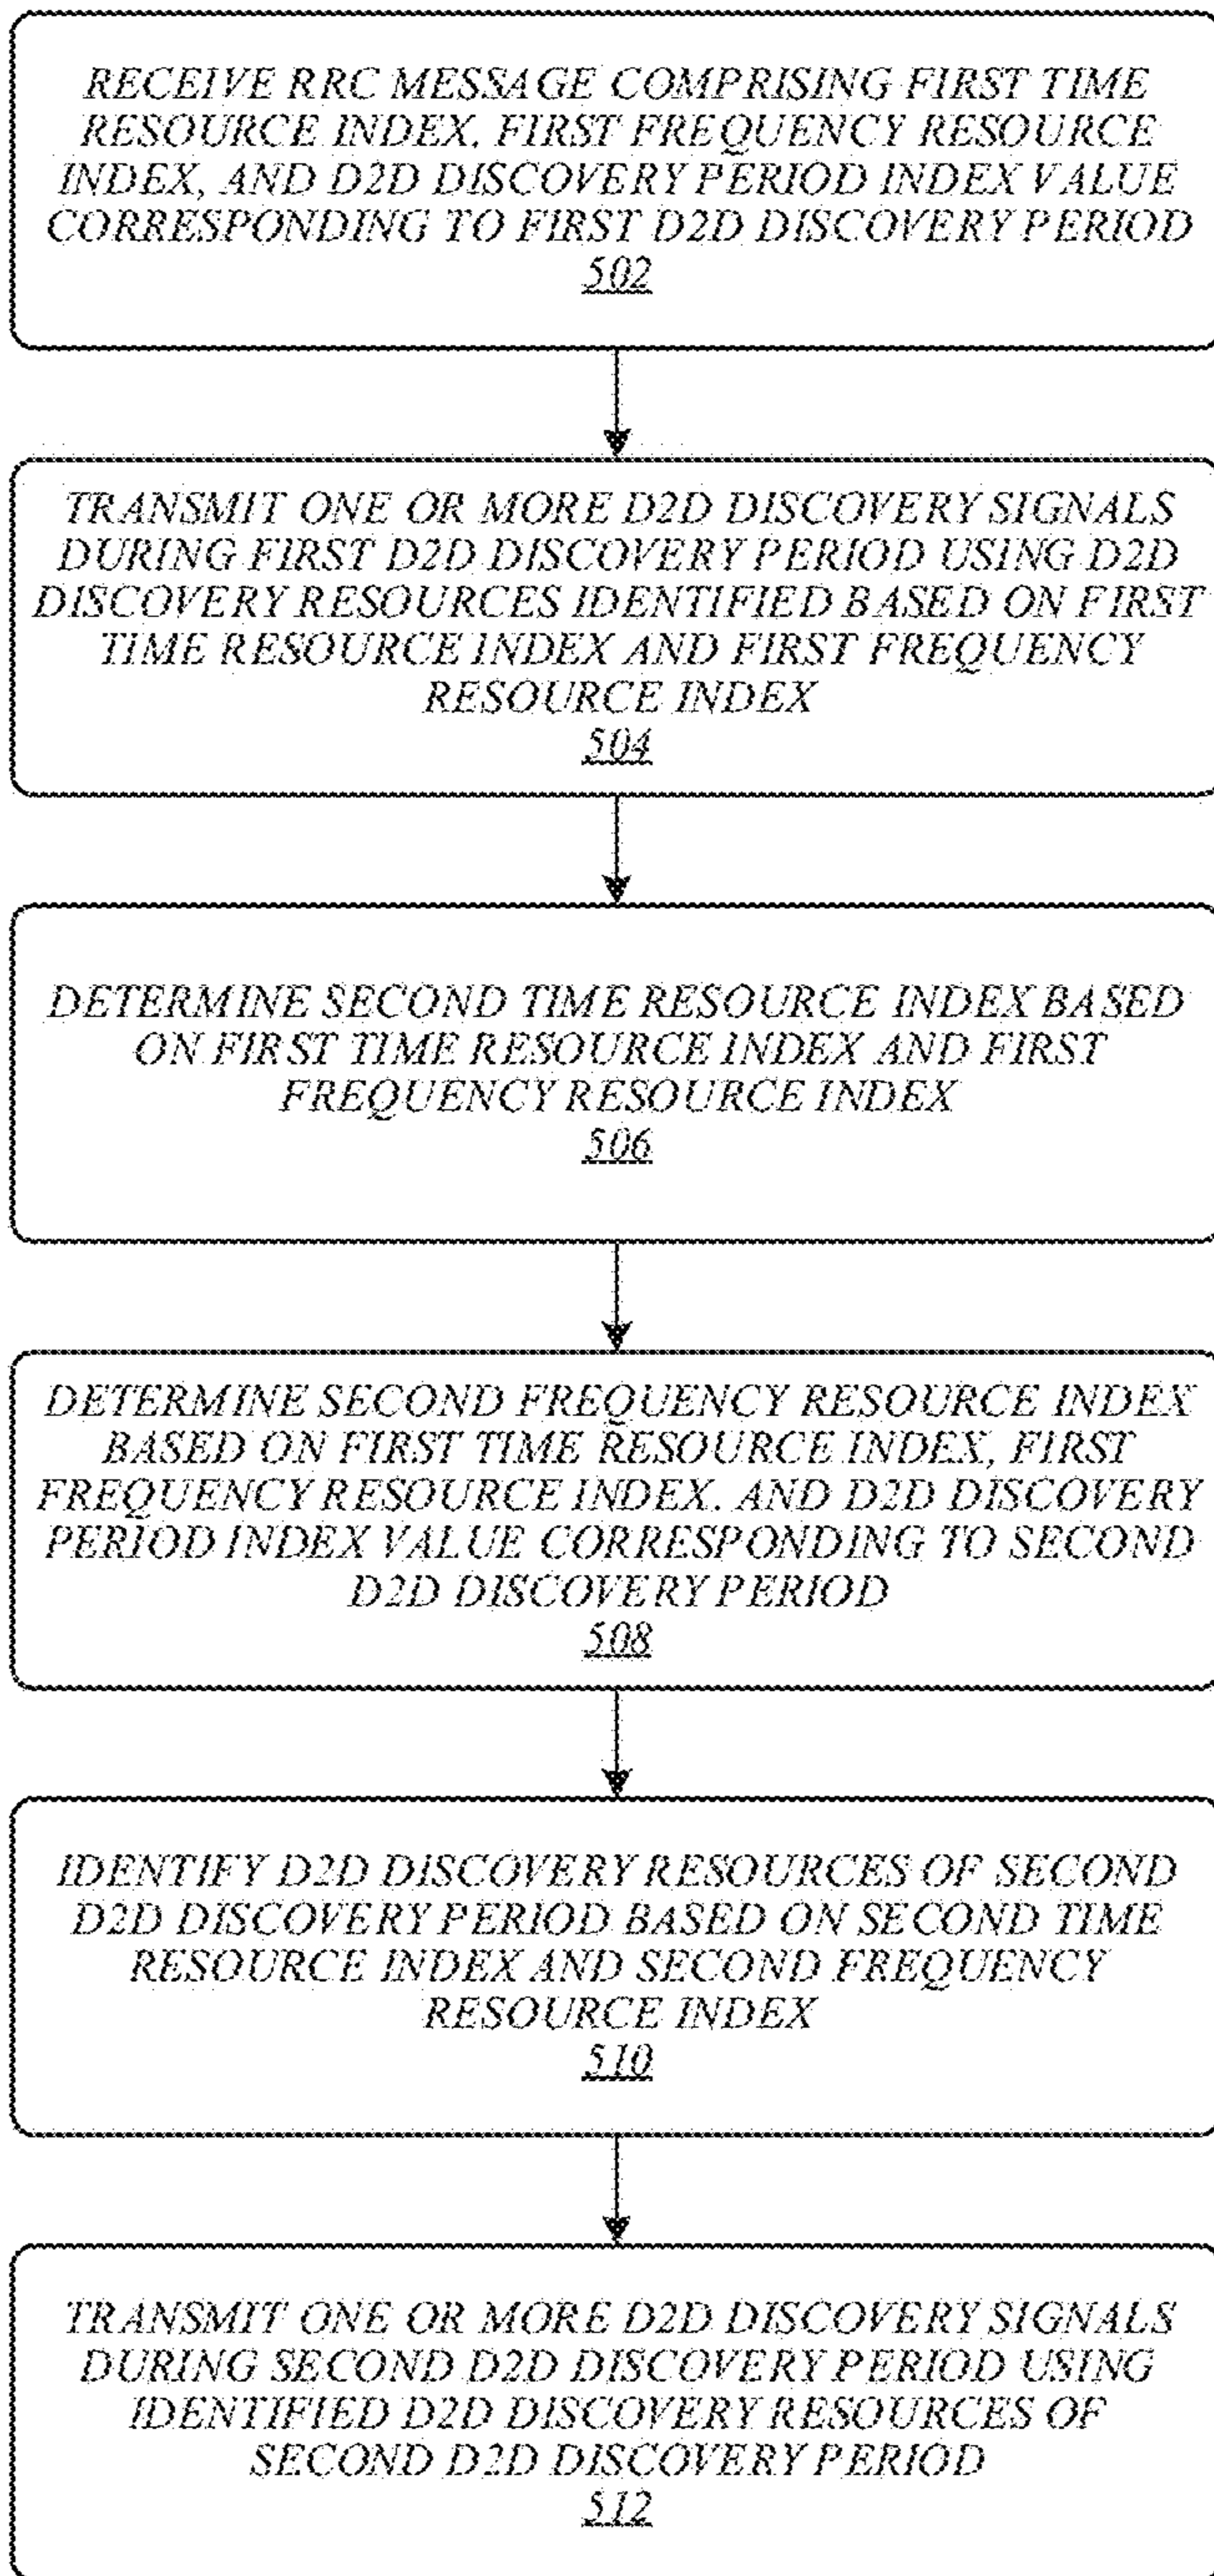 RECEIVE RRC MESSAGE COMPRISING FIRST TIME
RESOURCE INDEX, FIRST FREQUENCY RESOURCE
INDEX, AND D2D DISCOVERY PERIOD INDEX VALUE
CORRESPONDING TO FIRST D2D DISCOVERY PERIOD
502
TRANSMIT ONE OR MORE D2D DISCOVERY SIGNALS
DURING FIRST D2D DISCOVERY PERIOD USING D2D
DISCOVERY RESOURCES IDENTIFIED BASED ON FIRST
TIME RESOURCE INDEX AND FIRST FREQUENCY
RESOURCE INDEX
504
DETERMINE SECOND TIME RESOURCE INDEX BASED
ON FIRST TIME RESOURCE INDEX AND FIRST
FREQUENCY RESOURCE INDEX
506
DETERMINE SECOND FREQUENCY RESOURCE INDEX
BASED ON FIRST TIME RESOURCE INDEX, FIRST
FREQUENCY RESOURCE INDEX, AND D2D DISCOVERY
PERIOD INDEX VALUE CORRESPONDING TO SECOND
D2D DISCOVERY PERIOD
508
IDENTIFY D2D DISCOVERY RESOURCES OF SECOND
D2D DISCOVERY PERIOD BASED ON SECOND TIME
RESOURCE INDEX AND SECOND FREQUENCY
RESOURCE INDEX
510
TRANSMIT ONE OR MORE D2D DISCOVERY SIGNALS
DURING SECOND D2D DISCOVERY PERIOD USING
IDENTIFIED D2D DISCOVERY RESOURCES OF
SECOND D2D DISCOVERY PERIOD
512